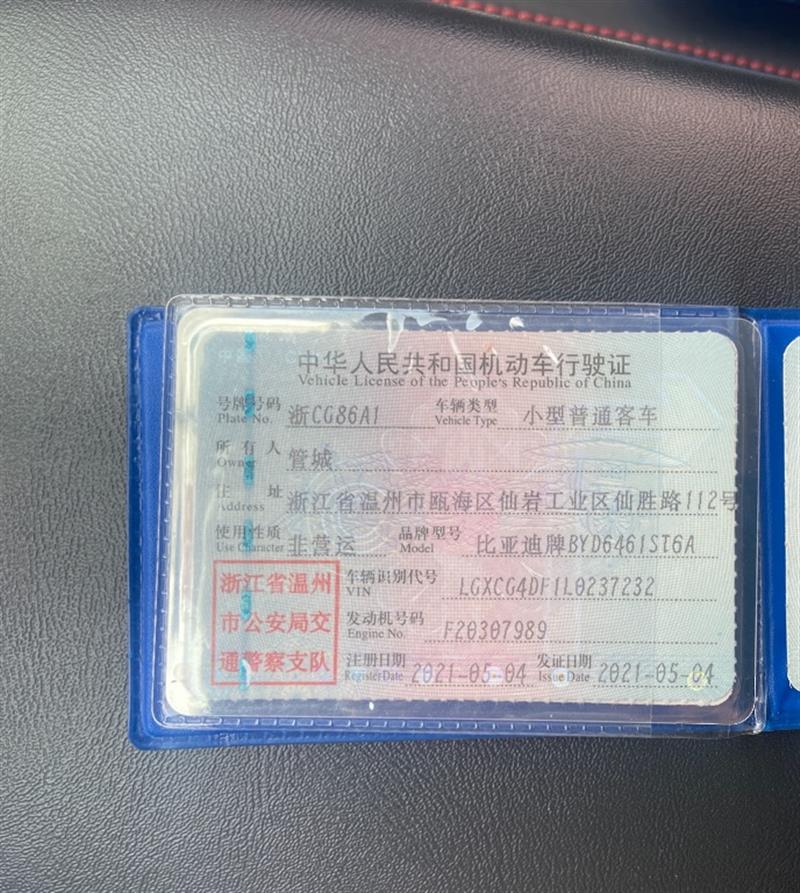 中华人民共和国机动车行驶证
Vehicle License of the People's Republic of China
号牌号码 浙CG86A1 车辆类型 小型普通客车
Plate No. Vehicle Type
所有人 管城
Owner
住址 浙江省温州市瓯海区仙岩工业区仙胜路112号
Address
使用性质 非营运 品牌型号 比亚迪牌BYD6461ST6A
Use Character Model
浙江省温州 车辆识别代号 LGXCG4DF1L0237232
VIN
市公安局交 发动机号码 F20307989
Engine No.
通警察支队 注册日期 2021-05-04 发证日期 2021-05-04
Register Date Issue Date